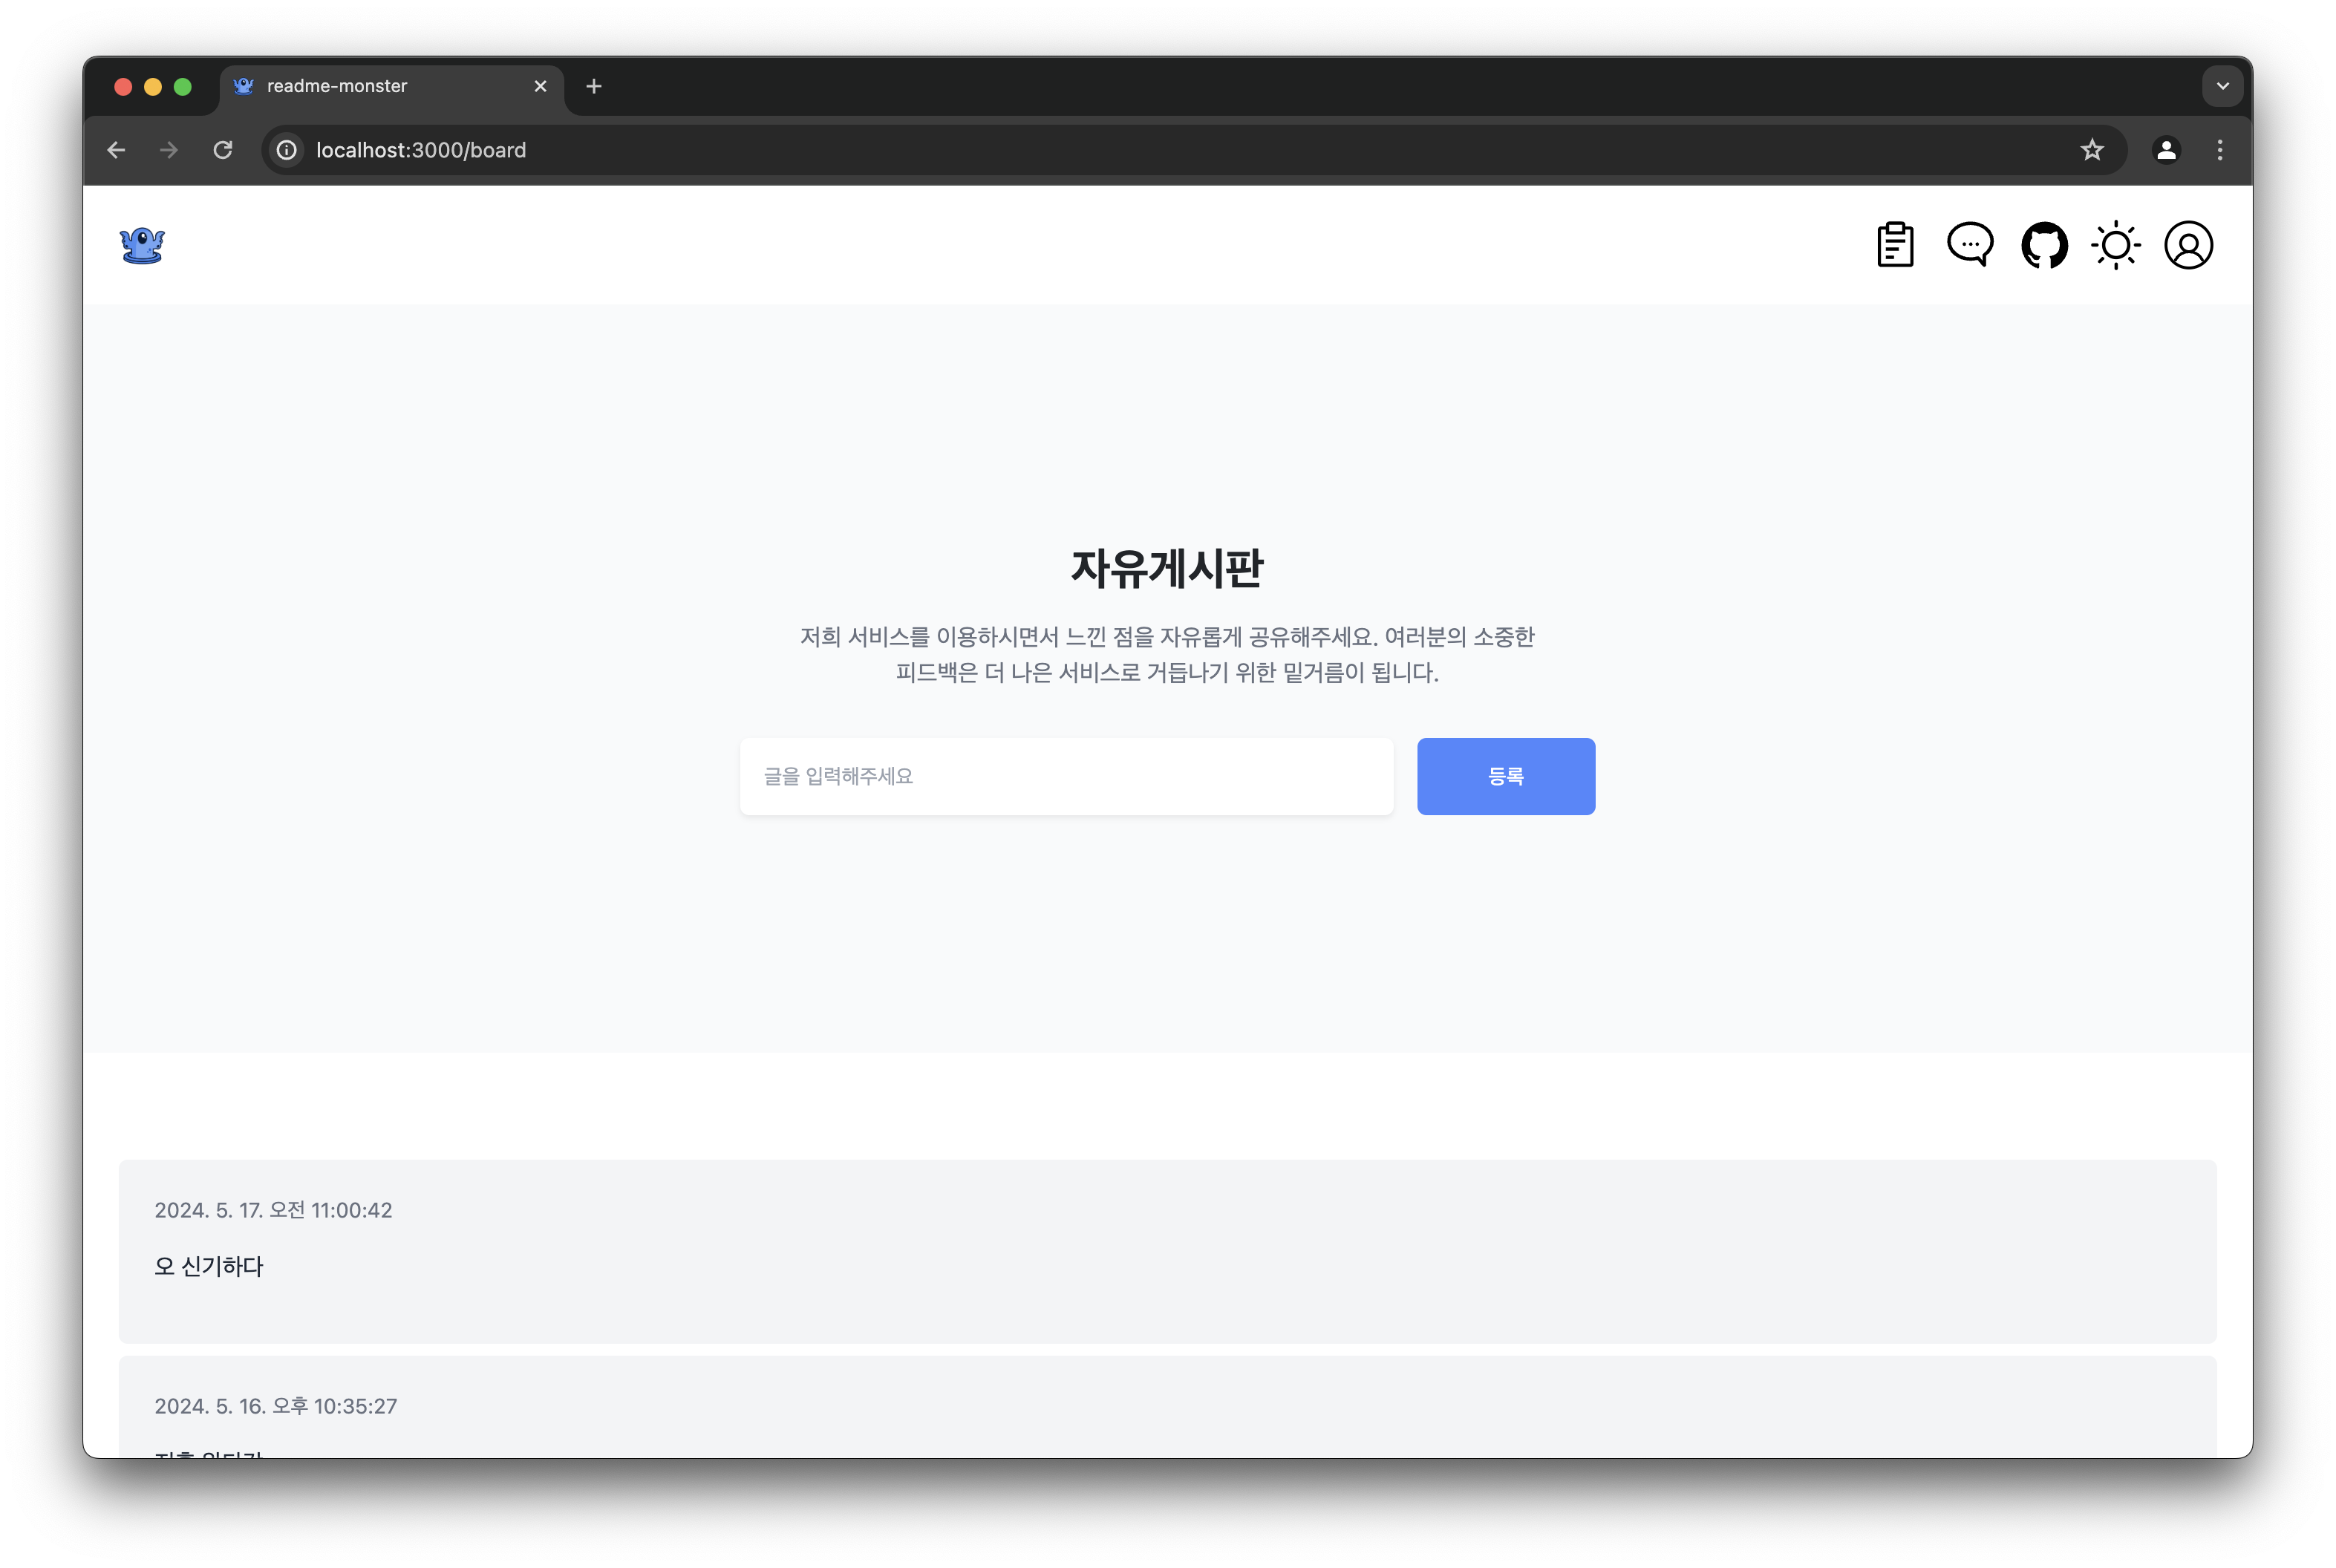 readme-monster
localhost:3000/board
자유게시판
저희 서비스를 이용하시면서 느낀 점을 자유롭게 공유해주세요. 여러분의 소중한
피드백은 더 나은 서비스로 거듭나기 위한 밑거름이 됩니다.
글을 입력해주세요
등록
2024. 5. 17. 오전 11:00:42
오 신기하다
2024. 5. 16. 오후 10:35:27